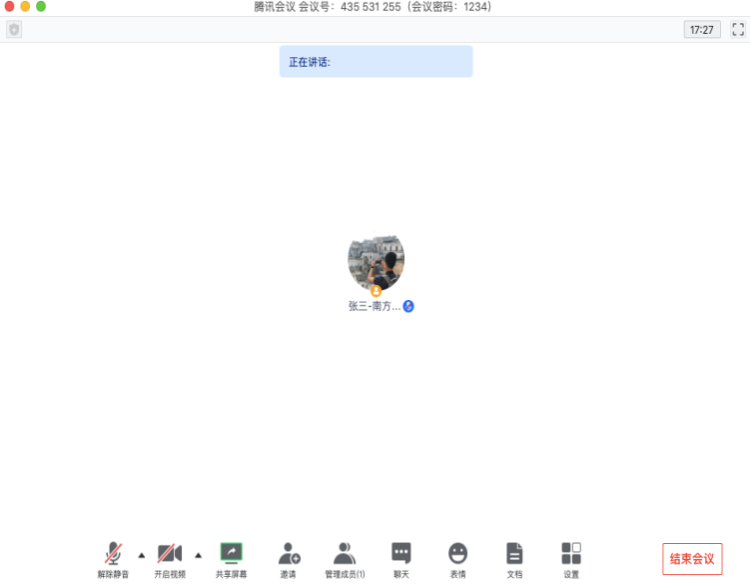 腾讯会议 会议号：435 531 255（会议密码：1234）
17:27
正在讲话:
张三-南方...
解除静音
开启视频
共享屏幕
邀请
管理成员(1)
聊天
表情
文档
设置
结束会议